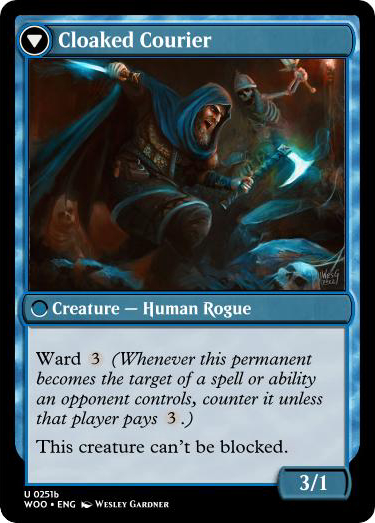 Cloaked Courier
Creature — Human Rogue
Ward 3 (Whenever this permanent
becomes the target of a spell or ability
an opponent controls, counter it unless
that player pays 3.)
This creature can't be blocked.
3/1
U 0251b
WOO • ENG Wesley Gardner